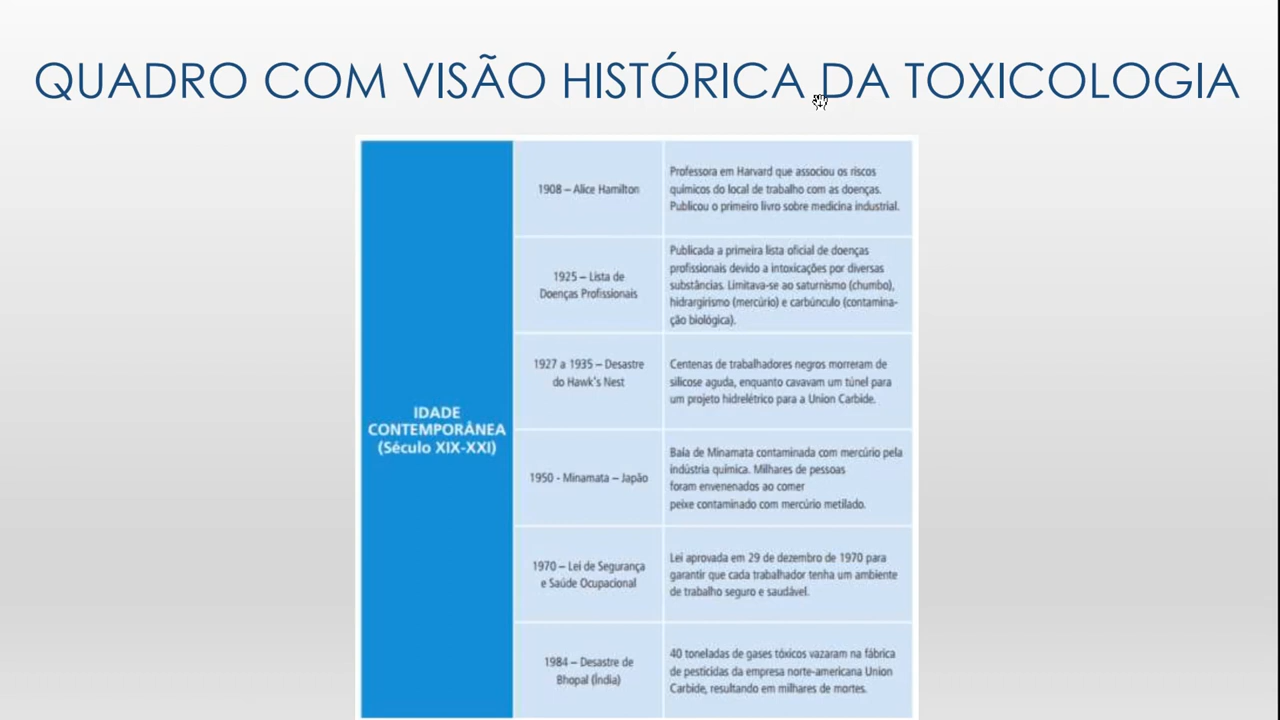 QUADRO COM VISÃO HISTÓRICA DA TOXICOLOGIA
IDADE
CONTEMPORÂNEA
(Século XIX-XXI)
1908 – Alice Hamilton
Professora em Harvard que associou os riscos
químicos do local de trabalho com as doenças.
Publicou o primeiro livro sobre medicina industrial.
1925 – Lista de
Doenças Profissionais
Publicada a primeira lista oficial de doenças
profissionais devido a intoxicações por diversas
substâncias. Limitava-se ao saturnismo (chumbo),
hidrargirismo (mercúrio) e carbúnculo (contamina-
ção biológica).
1927 a 1935 – Desastre
do Hawk's Nest
Centenas de trabalhadores negros morreram de
silicose aguda, enquanto cavavam um túnel para
um projeto hidrelétrico para a Union Carbide.
1950 - Minamata – Japão
Baía de Minamata contaminada com mercúrio pela
indústria química. Milhares de pessoas
foram envenenados ao comer
peixe contaminado com mercúrio metilado.
1970 – Lei de Segurança
e Saúde Ocupacional
Lei aprovada em 29 de dezembro de 1970 para
garantir que cada trabalhador tenha um ambiente
de trabalho seguro e saudável.
1984 – Desastre de
Bhopal (Índia)
40 toneladas de gases tóxicos vazaram na fábrica
de pesticidas da empresa norte-americana Union
Carbide, resultando em milhares de mortes.